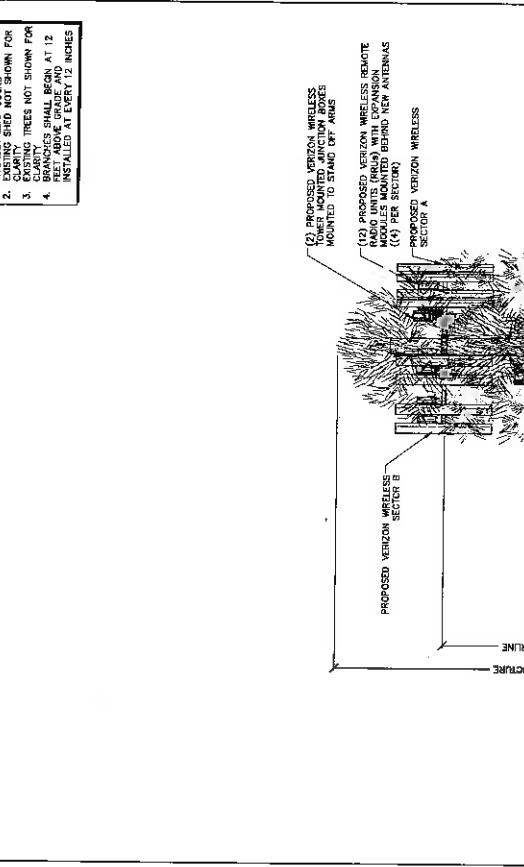 2. EXISTING SHED NOT SHOWN FOR
CLARITY
3. EXISTING TREES NOT SHOWN FOR
CLARITY
4. BRANCHES SHALL BEGIN AT 12
FEET ABOVE GRADE AND
INSTALLED AT EVERY 12 INCHES
(2) PROPOSED VERIZON WIRELESS
TOWER MOUNTED JUNCTION BOXES
MOUNTED TO STAND OFF ARMS
(12) PROPOSED VERIZON WIRELESS REMOTE
RADIO UNITS (RRUs) WITH EXPANSION
MODULES MOUNTED BEHIND NEW ANTENNAS
((4) PER SECTOR)
PROPOSED VERIZON WIRELESS
SECTOR A
PROPOSED VERIZON WIRELESS
SECTOR B